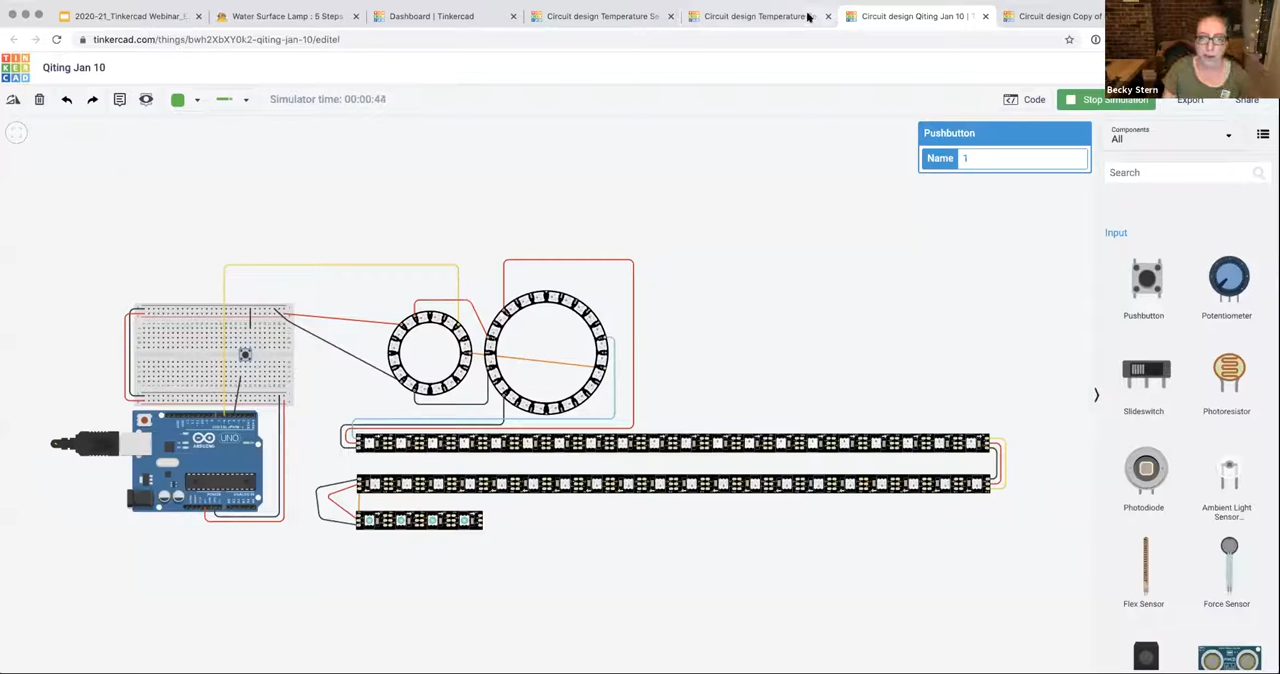 2020-21_Tinkercad Webinar_E
Water Surface Lamp : 5 Steps
Dashboard | Tinkercad
Circuit design Temperature Se
Circuit design Temperature
Circuit design Qiting Jan 10 | T
Circuit design Copy of
tinkercad.com/things/bwh2XbXY0k2-qiting-jan-10/editel
TIN
KER
CAD
Qiting Jan 10
Simulator time: 00:00:44
Code
Stop Simulation
Export
Share
Becky Stern
Pushbutton
Name 1
Components
All
Search
Input
Pushbutton
Potentiometer
Slideswitch
Photoresistor
Photodiode
Ambient Light
Sensor...
Flex Sensor
Force Sensor
UNO
ARDUINO